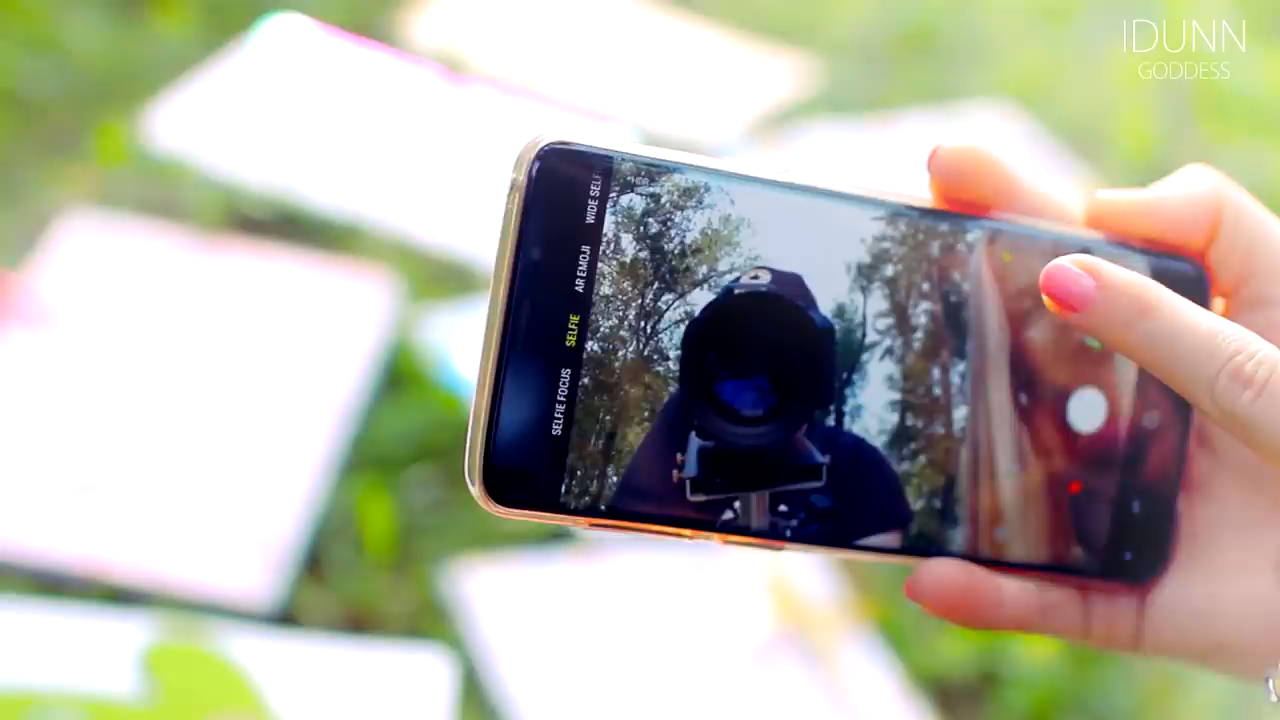 IDUNN
GODDESS
WIDE SELF
AR EMOJI
SELFIE
SELFIE FOCUS